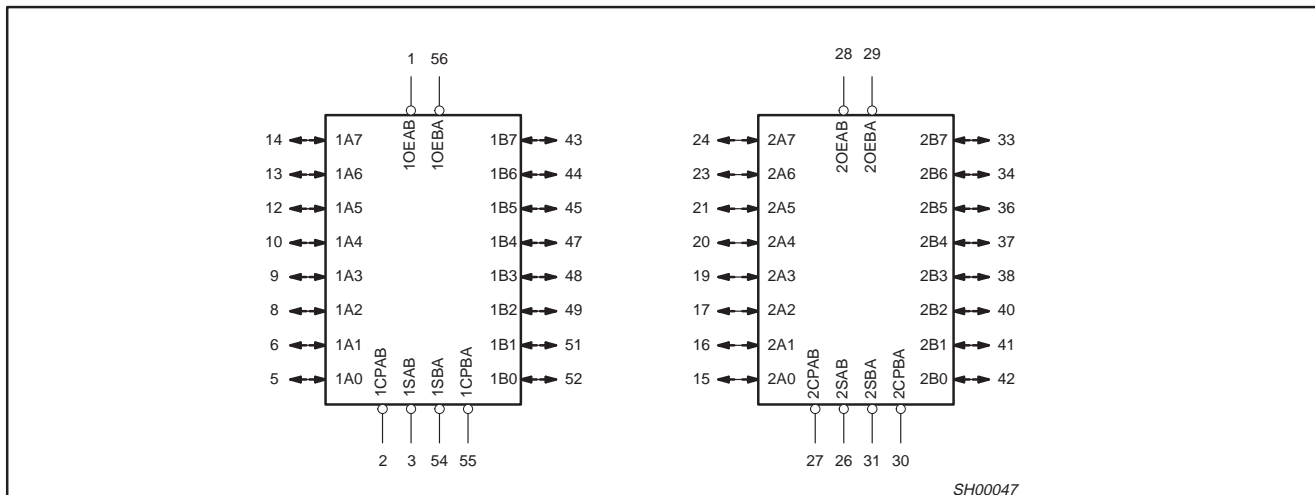 1 56
28 29
1OEAB 1OEBA
2OEAB 2OEBA
14 1A7 1B7 43
24 2A7 2B7 33
13 1A6 1B6 44
23 2A6 2B6 34
12 1A5 1B5 45
21 2A5 2B5 36
10 1A4 1B4 47
20 2A4 2B4 37
9 1A3 1B3 48
19 2A3 2B3 38
8 1A2 1B2 49
17 2A2 2B2 40
6 1A1 1B1 51
16 2A1 2B1 41
5 1A0 1B0 52
15 2A0 2B0 42
1CPAB 1SAB 1SBA 1CPBA
2CPAB 2SAB 2SBA 2CPBA
2 3 54 55
27 26 31 30
SH00047